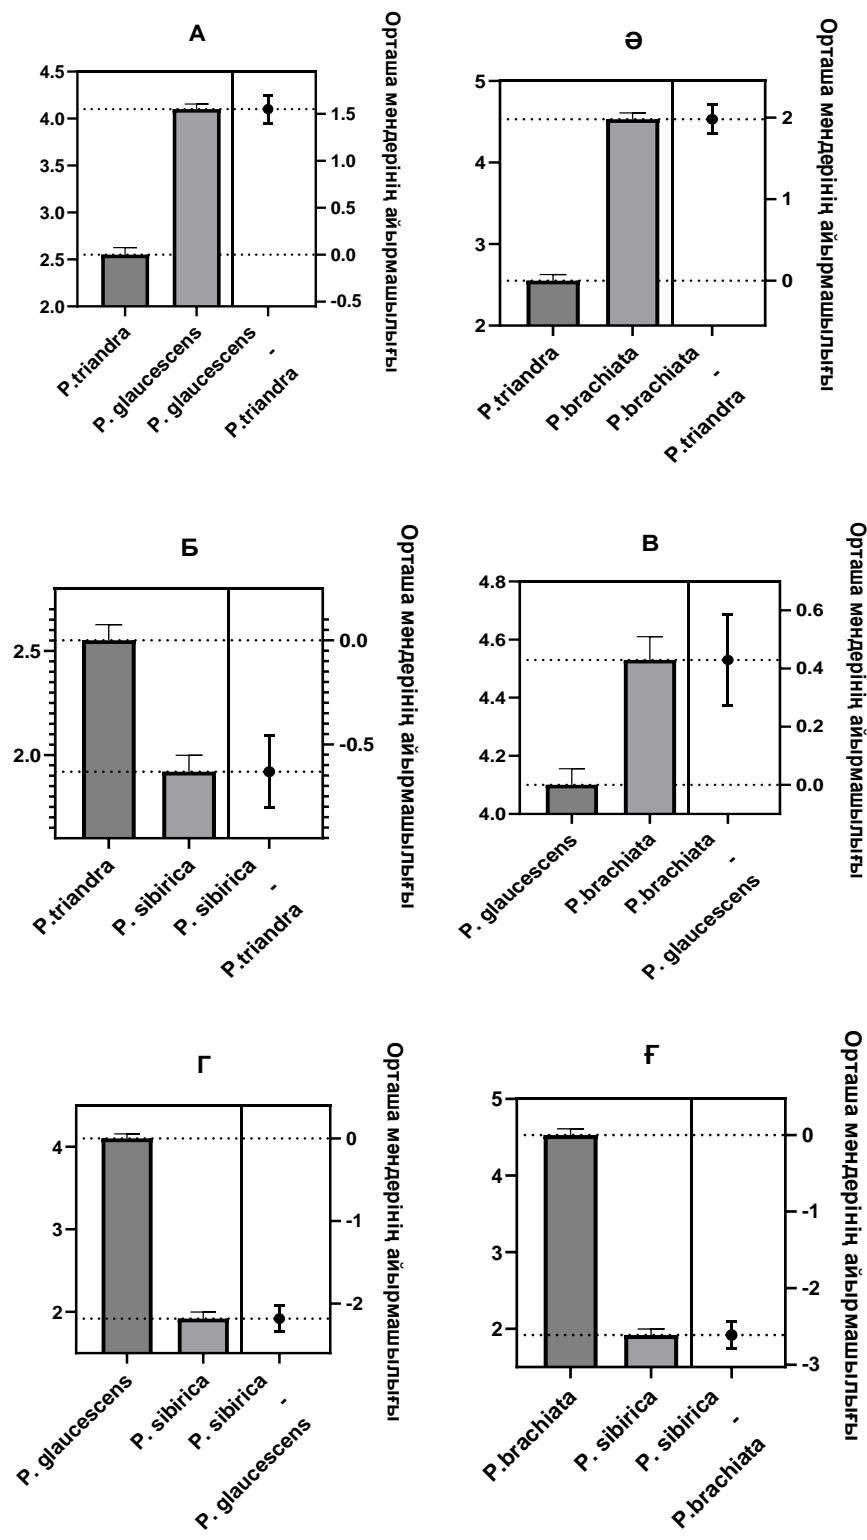 А
4.5
4.0
3.5
3.0
2.5
2.0
1.5
1.0
0.5
0.0
-0.5
P.triandra
P. glaucescens
P. glaucescens
-
P.triandra
Орташа мәндерінің айырмашылығы
Ә
5
4
3
2
2
1
0
P.triandra
P.brachiata
P.brachiata
-
P.triandra
Орташа мәндерінің айырмашылығы
Б
2.5
2.0
0.0
-0.5
P.triandra
P. sibirica
P. sibirica
-
P.triandra
Орташа мәндерінің айырмашылығы
В
4.8
4.6
4.4
4.2
4.0
0.6
0.4
0.2
0.0
P. glaucescens
P.brachiata
P.brachiata
-
P. glaucescens
Орташа мәндерінің айырмашылығы
Г
4
3
2
0
-1
-2
P. glaucescens
P. sibirica
P. sibirica
-
P. glaucescens
Орташа мәндерінің айырмашылығы
Ғ
5
4
3
2
0
-1
-2
-3
P.brachiata
P. sibirica
P. sibirica
-
P.brachiata
Орташа мәндерінің айырмашылығы